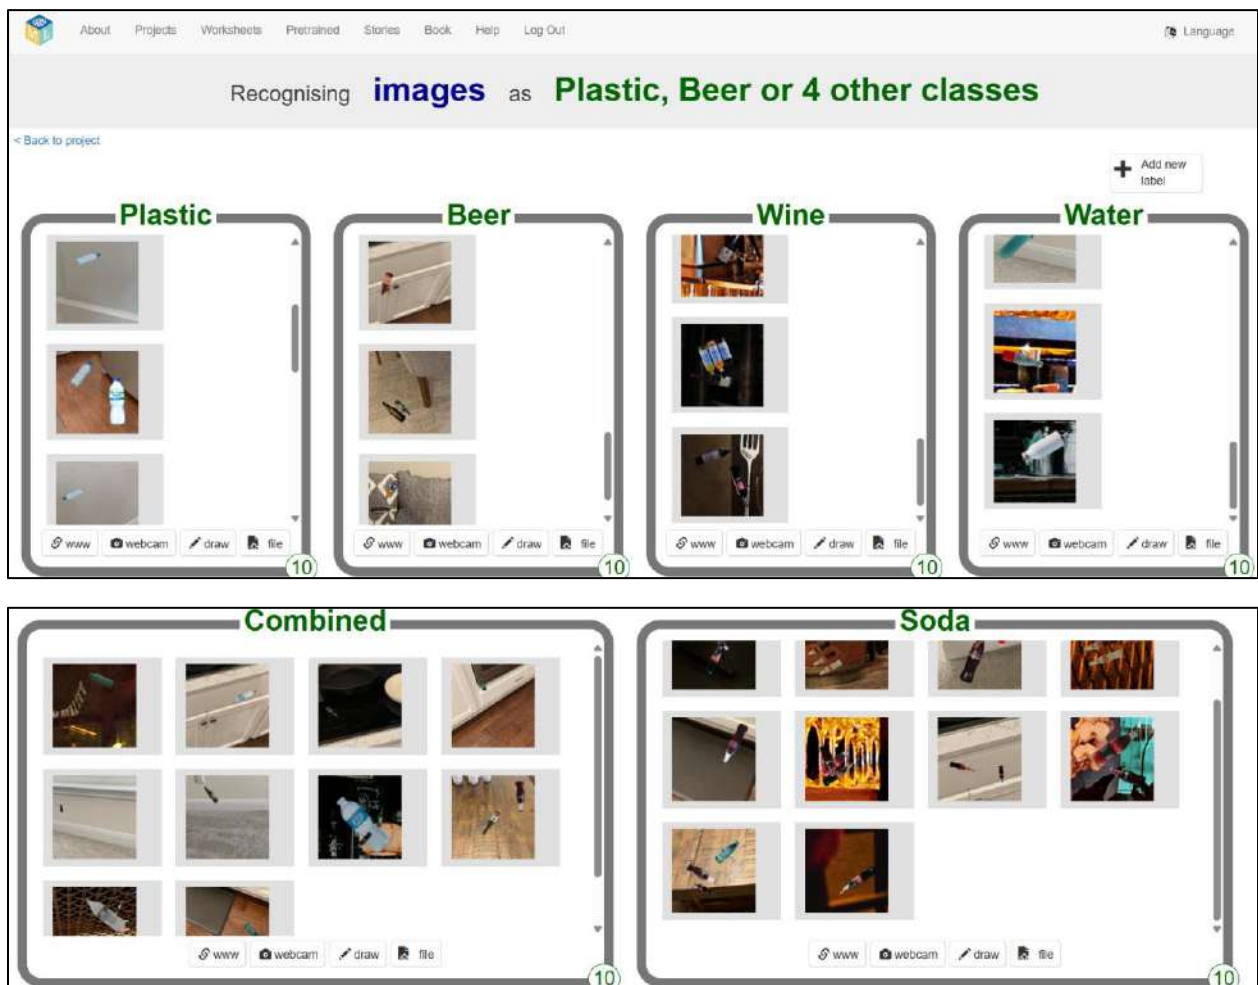 About Projects Worksheets Pretrained Stories Book Help Log Out Language
Recognising images as Plastic, Beer or 4 other classes
< Back to project
Add new
label
Plastic Beer Wine Water
www webcam draw file www webcam draw file www webcam draw file www webcam draw file
10 10 10 10
Combined Soda
www webcam draw file www webcam draw file
10 10